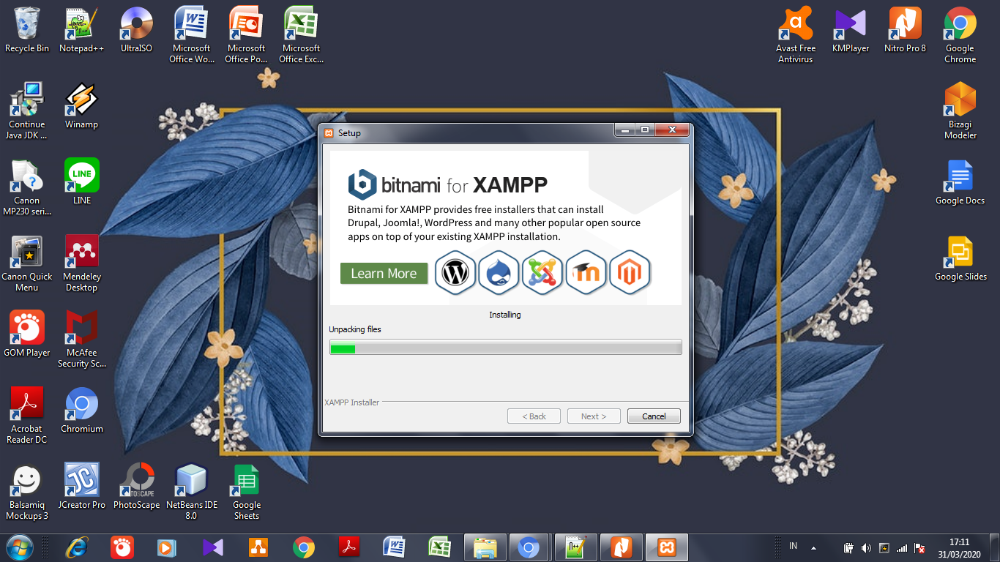 Recycle Bin
Notepad++
UltraISO
Microsoft
Office Wo...
Microsoft
Office Po...
Microsoft
Office Exc...
Avast Free
Antivirus
KMPlayer
Nitro Pro 8
Google
Chrome
Continue
Java JDK ...
Winamp
Bizagi
Modeler
Canon
MP230 seri...
LINE
LINE
Google Docs
Canon Quick
Menu
Mendeley
Desktop
Google Slides
GOM Player
McAfee
Security Sc...
Acrobat
Reader DC
Chromium
Balsamiq
Mockups 3
JC
JCreator Pro
OTOSCAPE
PhotoScape
NetBeans IDE
8.0
Google
Sheets
Setup
bitnami for XAMPP
Bitnami for XAMPP provides free installers that can install
Drupal, Joomla!, WordPress and many other popular open source
apps on top of your existing XAMPP installation.
Learn More
Installing
Unpacking files
XAMPP Installer
< Back
Next >
Cancel
IN
17:11
31/03/2020